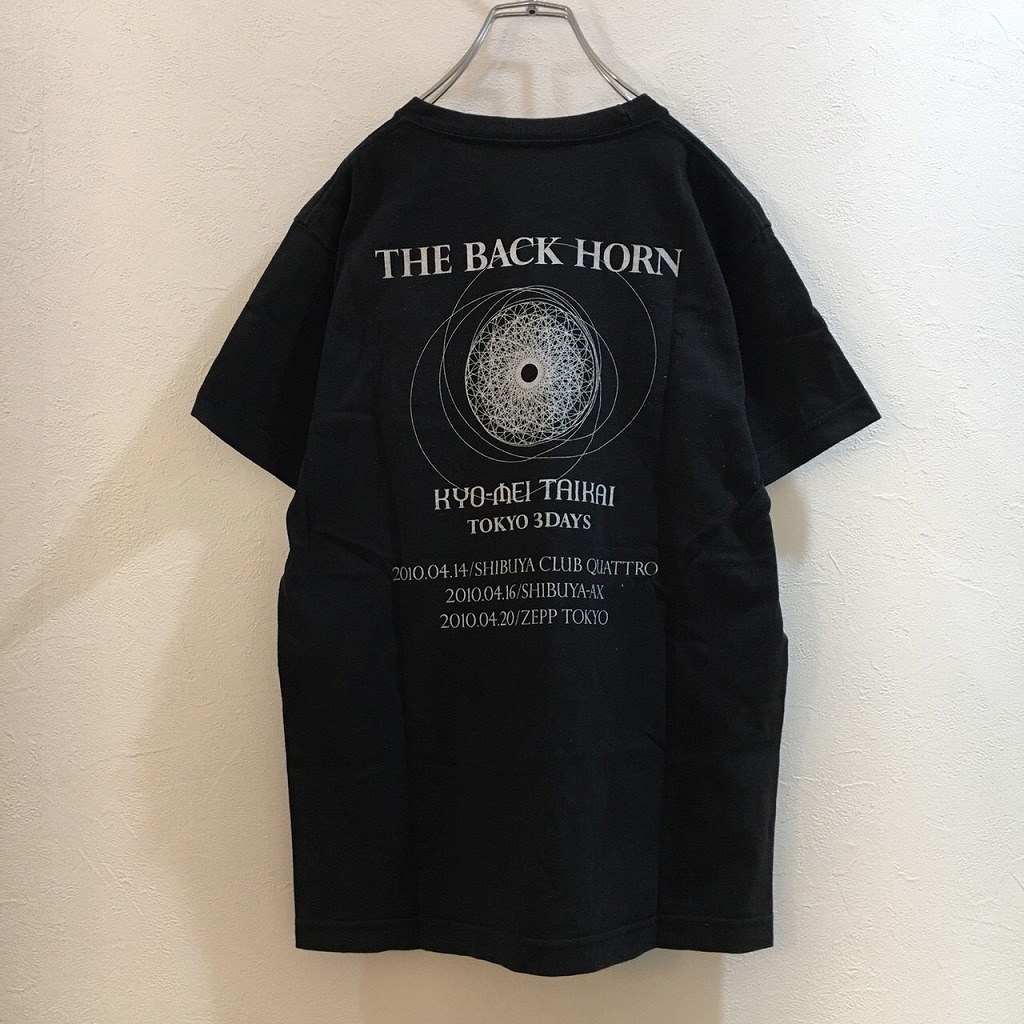 THE BACK HORN
KYO-MEI TAIKAI
TOKYO 3DAYS
2010.04.14/SHIBUYA CLUB QUATTRO
2010.04.16/SHIBUYA-AX
2010.04.20/ZEPP TOKYO